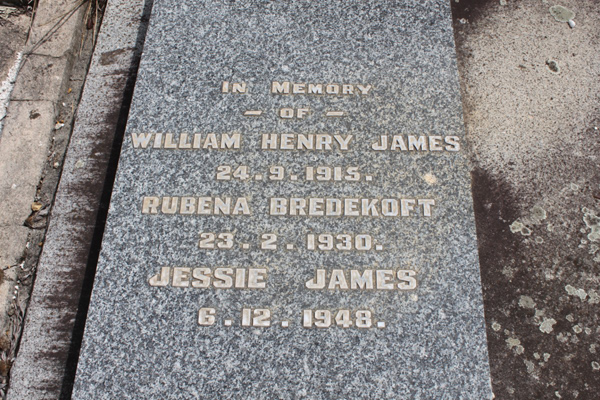 In Memory
— OF —
WILLIAM HENRY JAMES
24.9.1915.
RUBENA BREDEKOFT
23.2.1930.
JESSIE JAMES
6.12.1948.